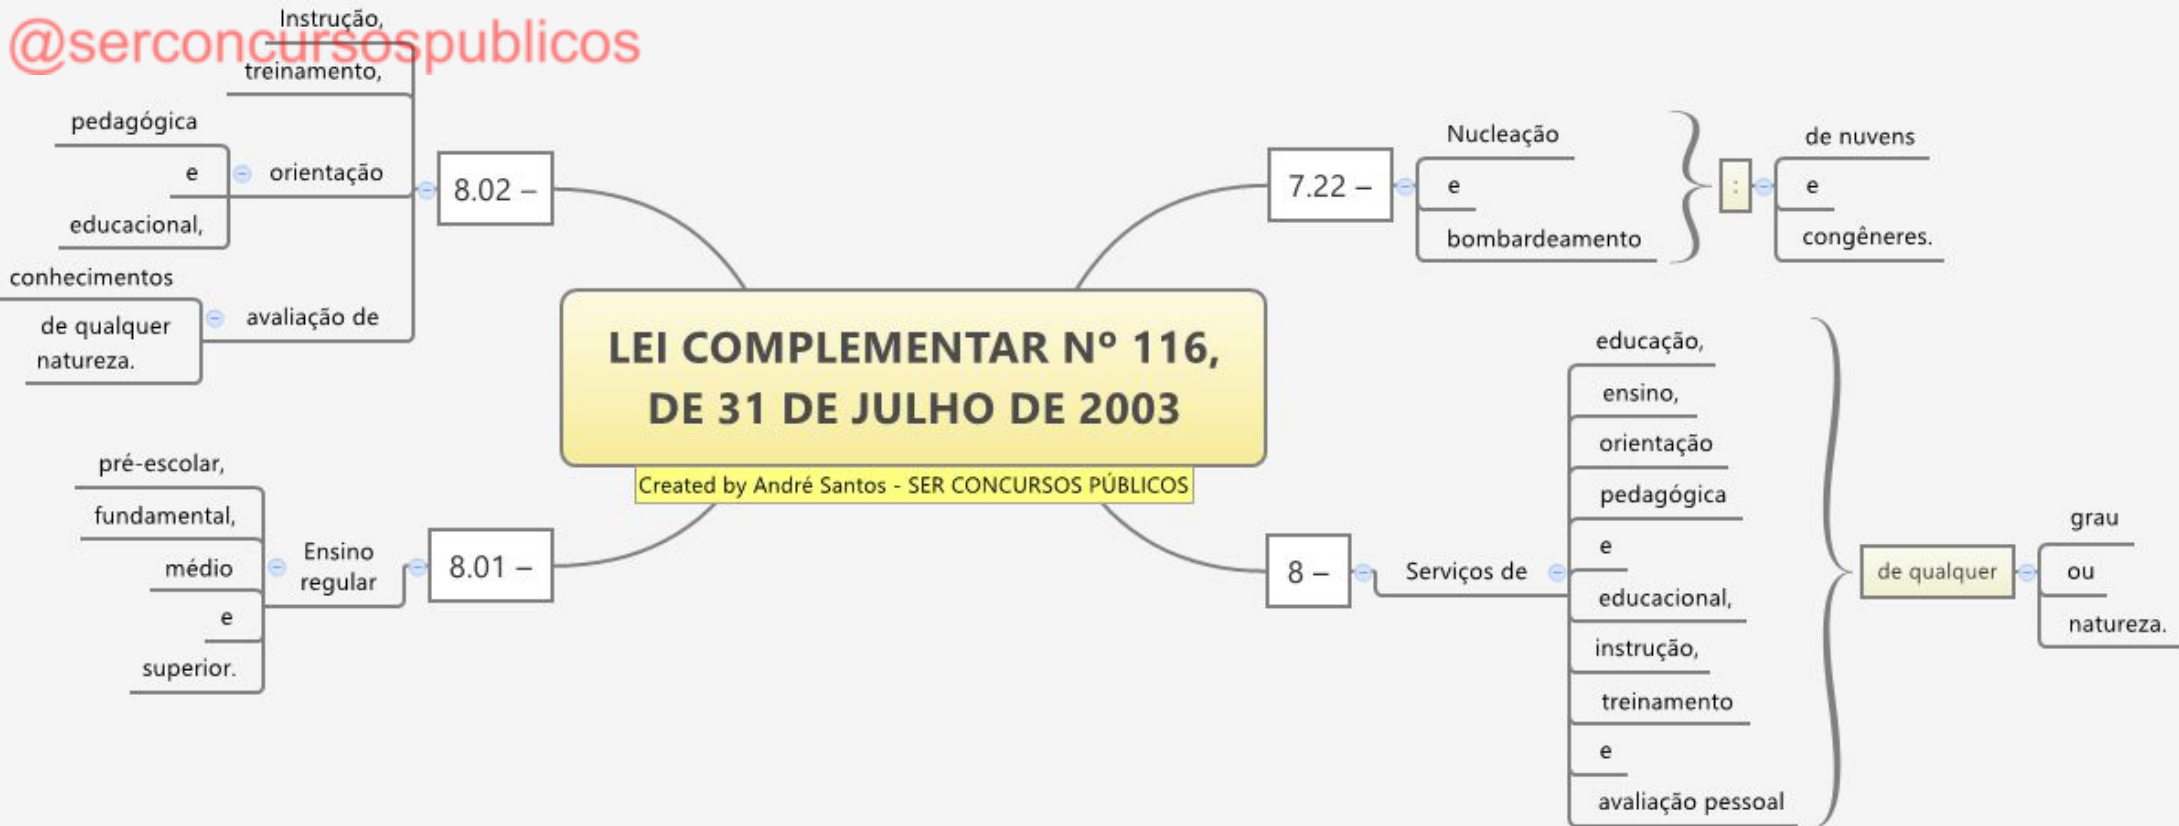 @serconcursospublicos
LEI COMPLEMENTAR Nº 116,
DE 31 DE JULHO DE 2003
Created by André Santos - SER CONCURSOS PÚBLICOS
7.22 –
Nucleação
e
bombardeamento
:
de nuvens
e
congêneres.
8 –
Serviços de
educação,
ensino,
orientação
pedagógica
e
educacional,
instrução,
treinamento
e
avaliação pessoal
de qualquer
grau
ou
natureza.
8.01 –
Ensino
regular
pré-escolar,
fundamental,
médio
e
superior.
8.02 –
Instrução,
treinamento,
orientação
pedagógica
e
educacional,
avaliação de
conhecimentos
de qualquer
natureza.